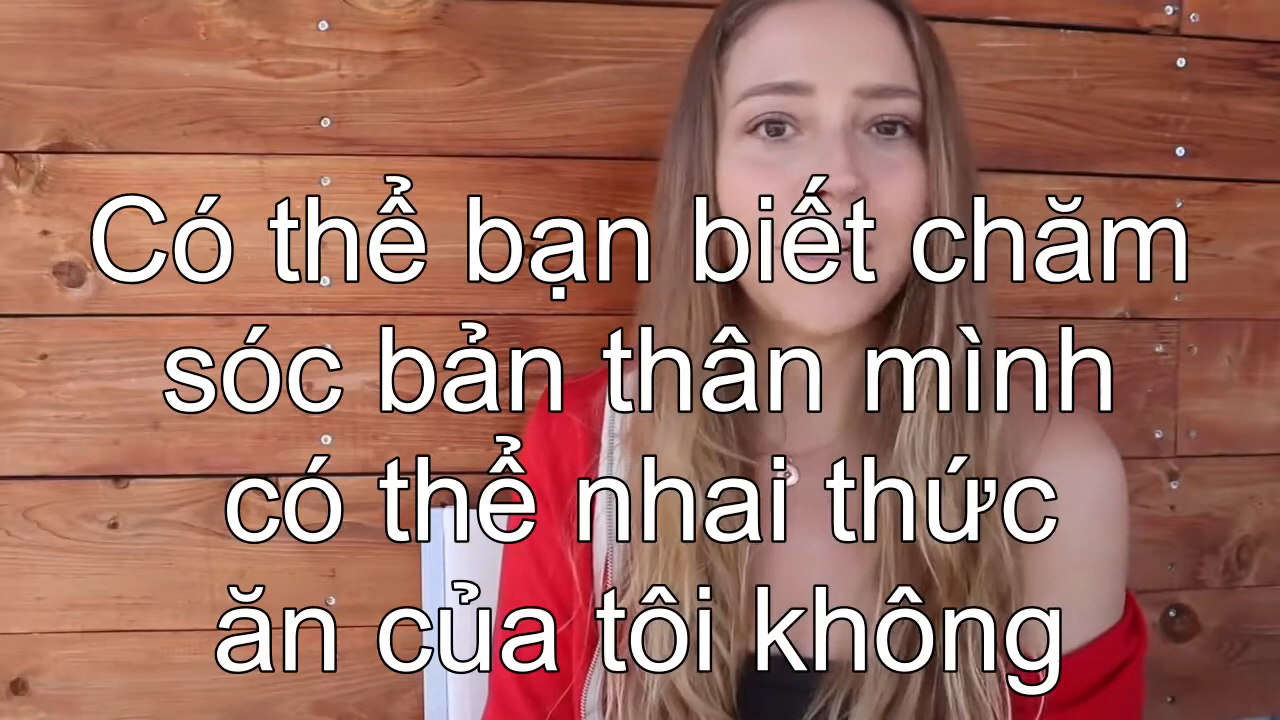 Có thể bạn biết chăm
sóc bản thân mình
có thể nhai thức
ăn của tôi không